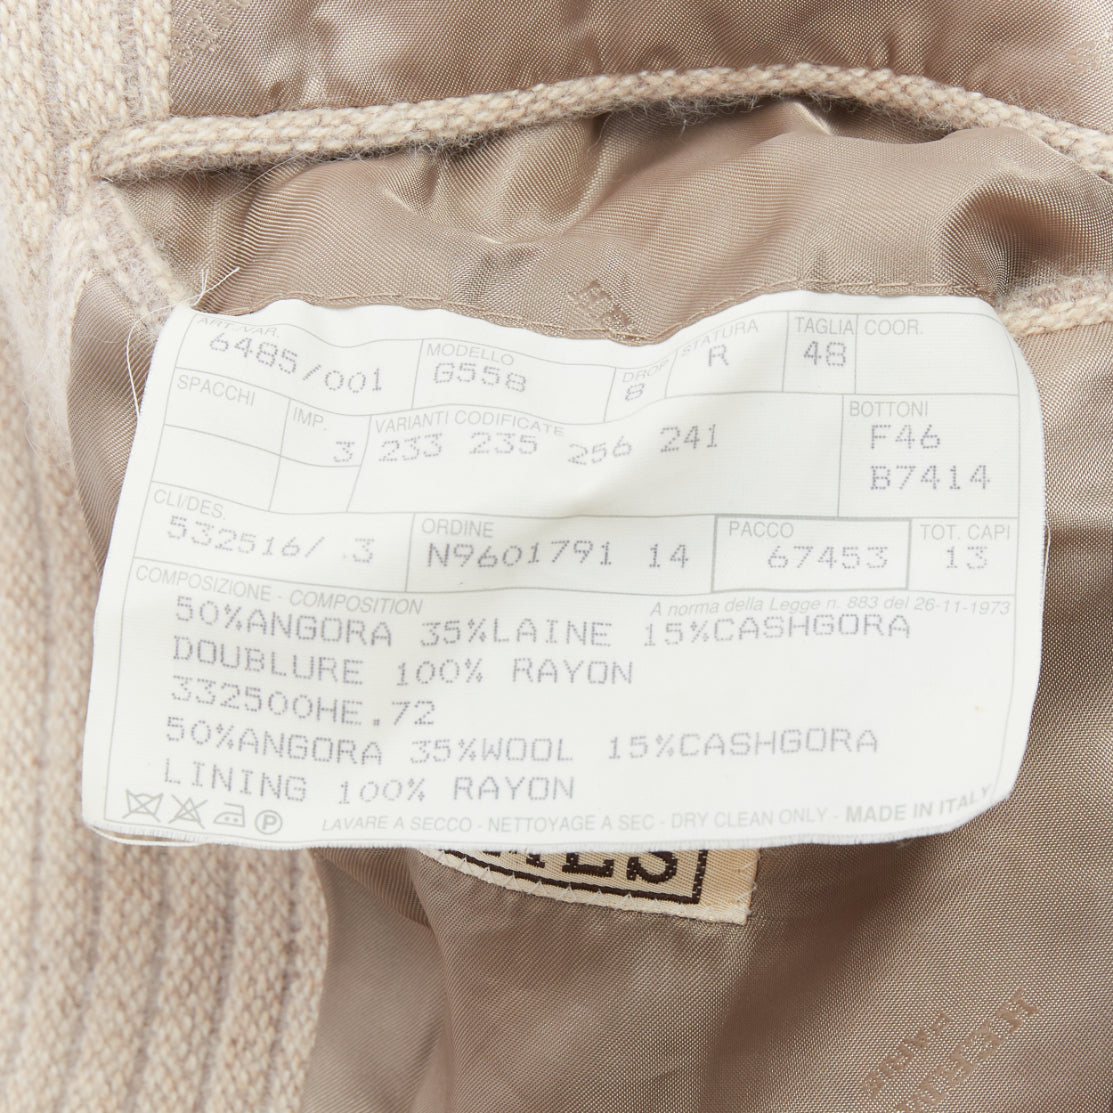 ART./VAR. MODELLO DROP STATURA TAGLIA COOR.
6485/001 G558 8 R 48
SPACCHI IMP. VARIANTI CODIFICATE BOTTONI
3 233 235 256 241 F46
B7414
CLI/DES. ORDINE PACCO TOT. CAPI
532516/ .3 N9601791 14 67453 13
COMPOSIZIONE - COMPOSITION A norma della Legge n. 883 del 26-11-1973
50%ANGORA 35%LAINE 15%CASHGORA
DOUBLURE 100% RAYON
332500HE.72
50%ANGORA 35%WOOL 15%CASHGORA
LINING 100% RAYON
LAVARE A SECCO - NETTOYAGE A SEC - DRY CLEAN ONLY - MADE IN ITALY
PARIS